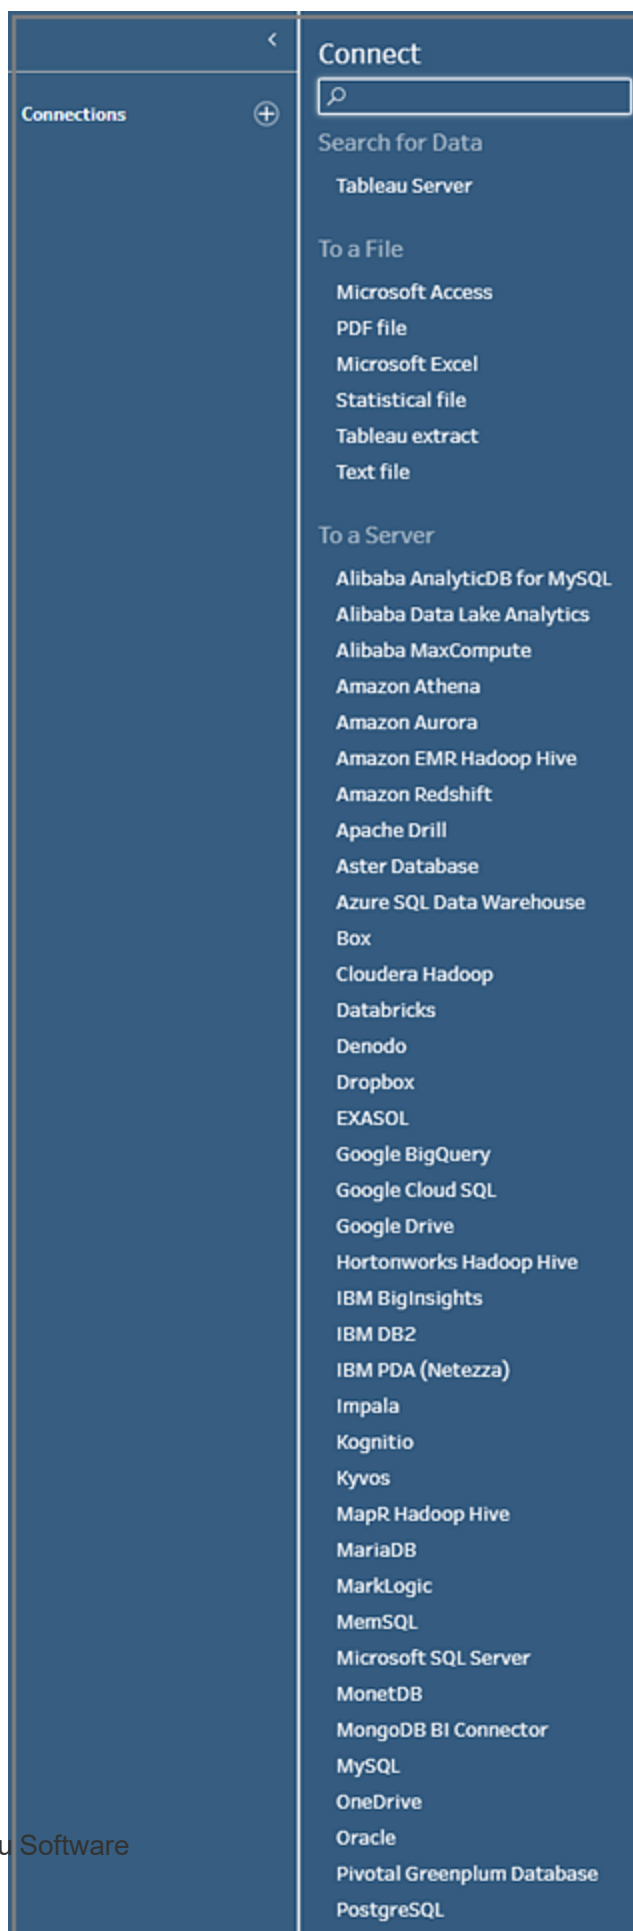 Connections
Connect
Search for Data
Tableau Server
To a File
Microsoft Access
PDF file
Microsoft Excel
Statistical file
Tableau extract
Text file
To a Server
Alibaba AnalyticDB for MySQL
Alibaba Data Lake Analytics
Alibaba MaxCompute
Amazon Athena
Amazon Aurora
Amazon EMR Hadoop Hive
Amazon Redshift
Apache Drill
Aster Database
Azure SQL Data Warehouse
Box
Cloudera Hadoop
Databricks
Denodo
Dropbox
EXASOL
Google BigQuery
Google Cloud SQL
Google Drive
Hortonworks Hadoop Hive
IBM BigInsights
IBM DB2
IBM PDA (Netezza)
Impala
Kognitio
Kyvos
MapR Hadoop Hive
MariaDB
MarkLogic
MemSQL
Microsoft SQL Server
MonetDB
MongoDB BI Connector
MySQL
OneDrive
Oracle
Pivotal Greenplum Database
PostgreSQL
u Software